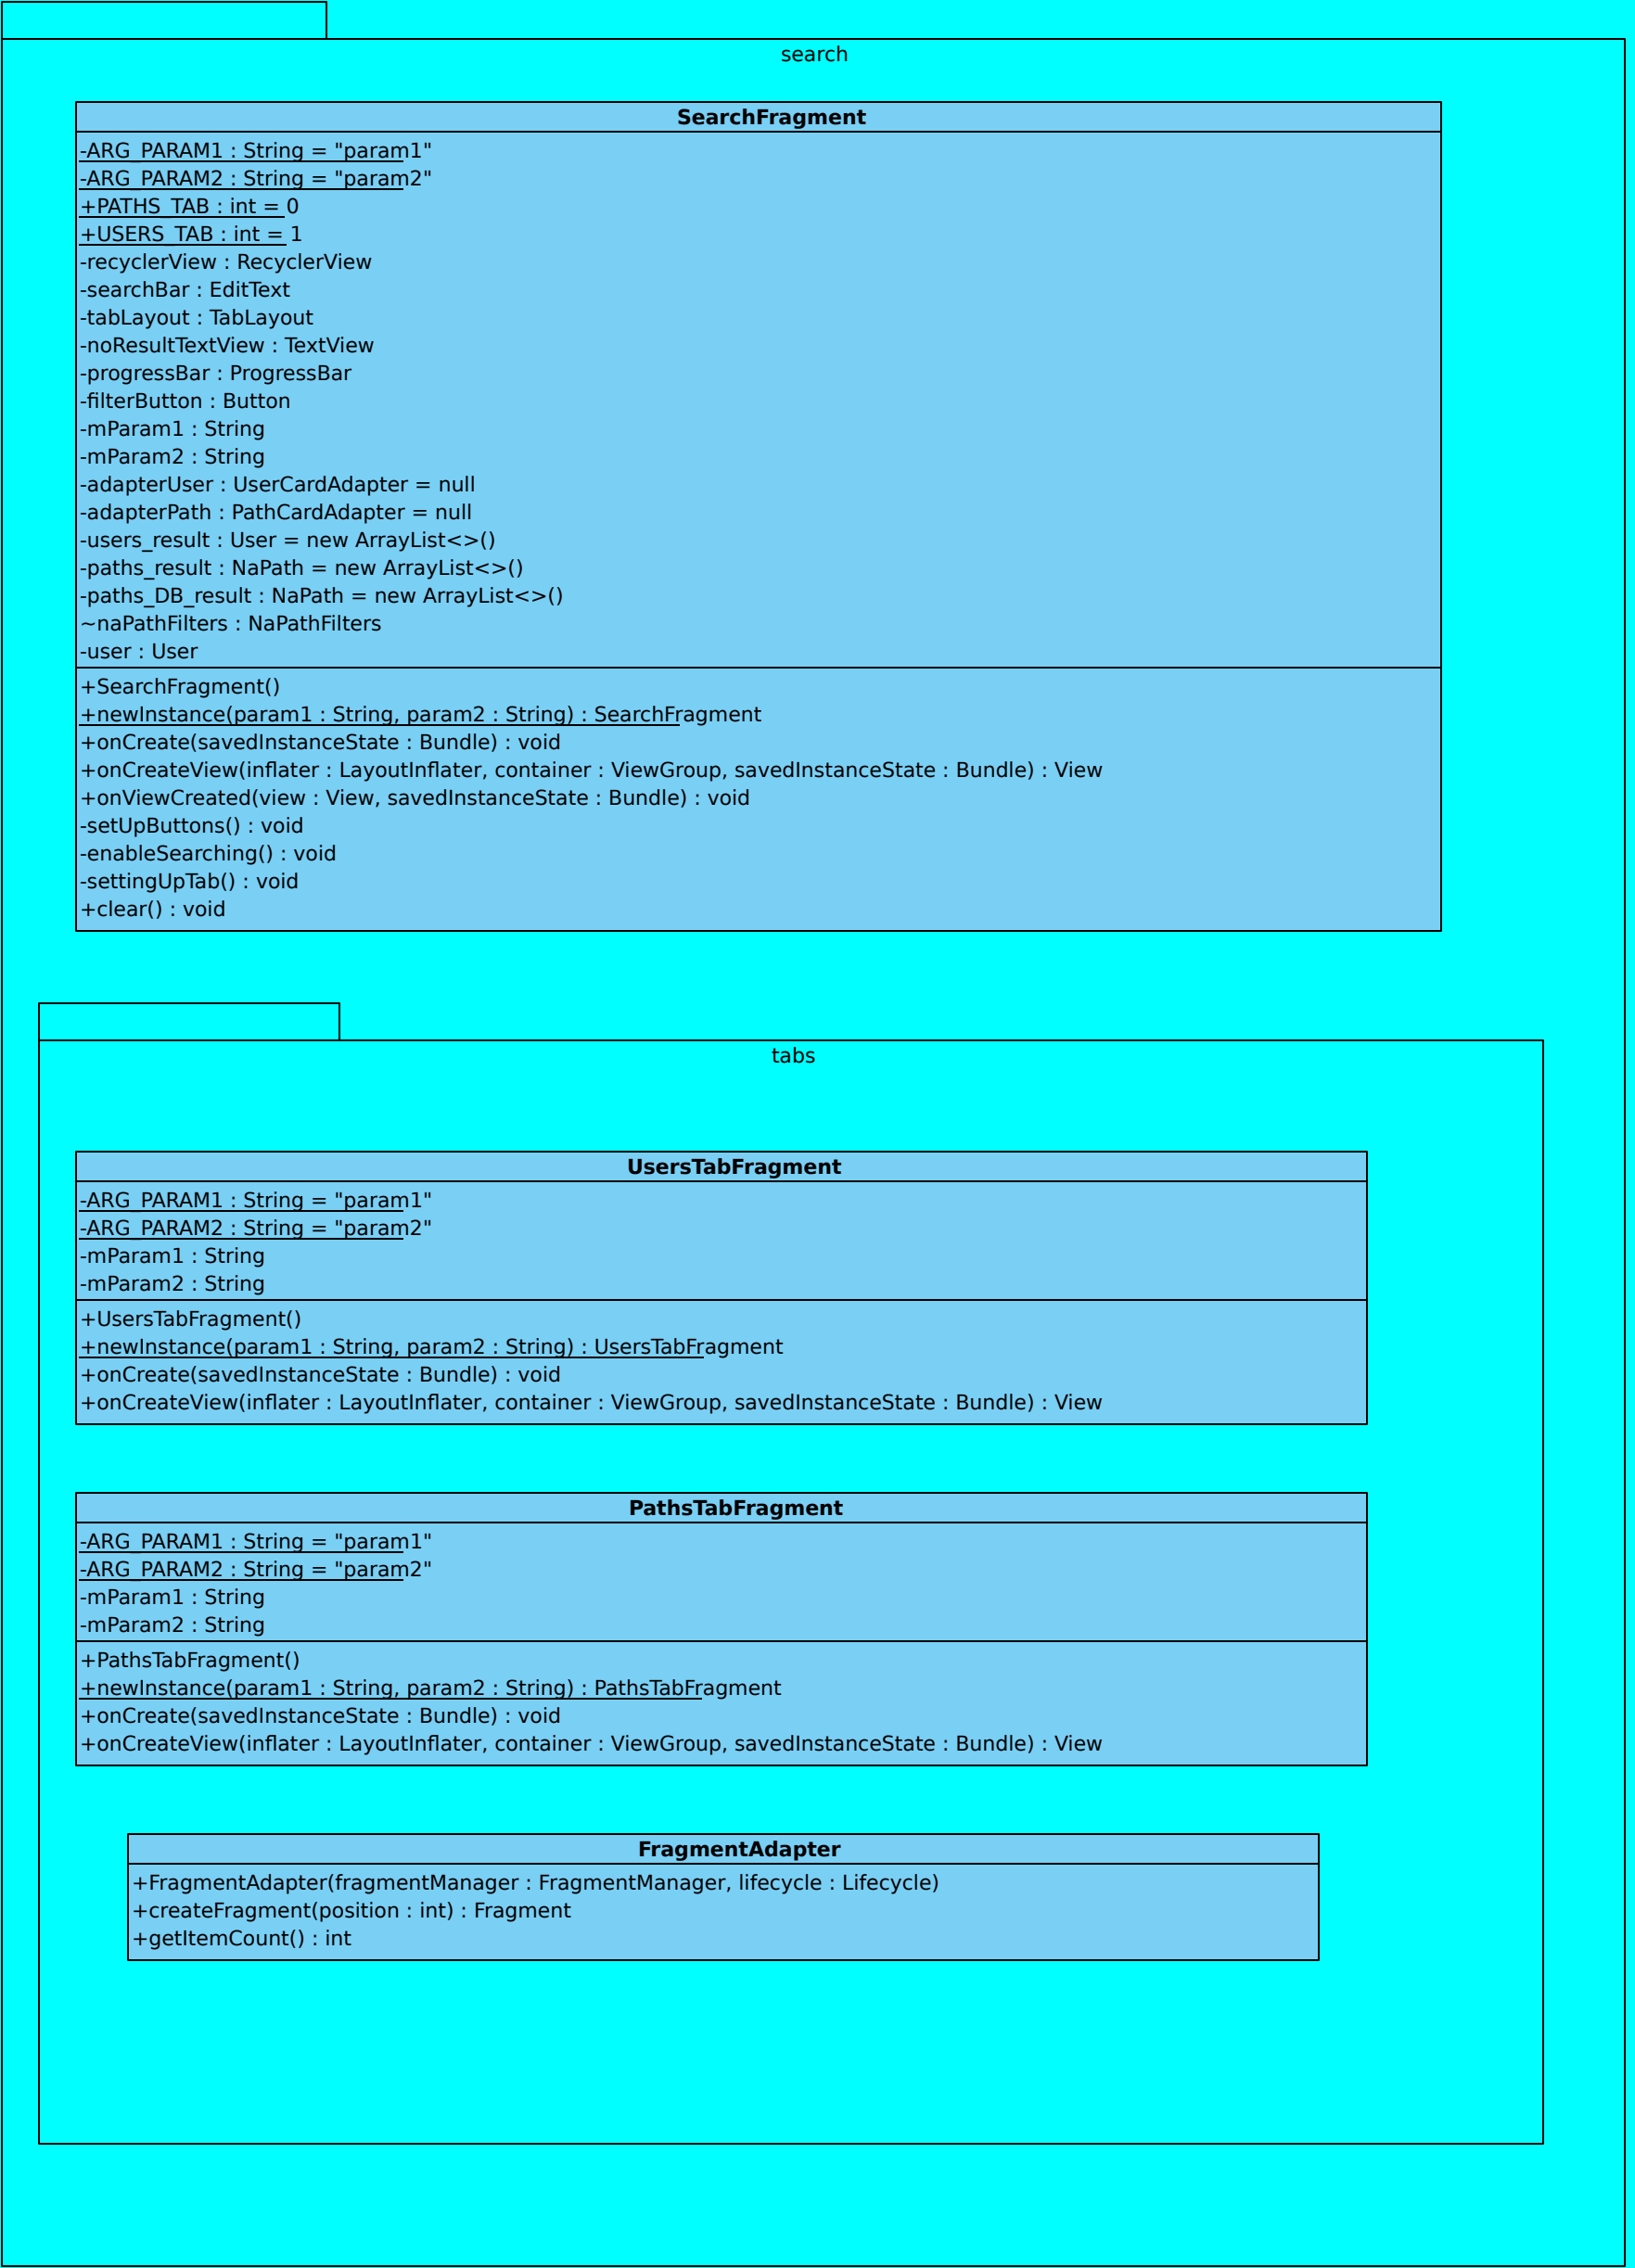 search
SearchFragment
-ARG_PARAM1 : String = "param1"
-ARG_PARAM2 : String = "param2"
+PATHS_TAB : int = 0
+USERS_TAB : int = 1
-recyclerView : RecyclerView
-searchBar : EditText
-tabLayout : TabLayout
-noResultTextView : TextView
-progressBar : ProgressBar
-filterButton : Button
-mParam1 : String
-mParam2 : String
-adapterUser : UserCardAdapter = null
-adapterPath : PathCardAdapter = null
-users_result : User = new ArrayList<>()
-paths_result : NaPath = new ArrayList<>()
-paths_DB_result : NaPath = new ArrayList<>()
~naPathFilters : NaPathFilters
-user : User
+SearchFragment()
+newInstance(param1 : String, param2 : String) : SearchFragment
+onCreate(savedInstanceState : Bundle) : void
+onCreateView(inflater : LayoutInflater, container : ViewGroup, savedInstanceState : Bundle) : View
+onViewCreated(view : View, savedInstanceState : Bundle) : void
-setUpButtons() : void
-enableSearching() : void
-settingUpTab() : void
+clear() : void
tabs
UsersTabFragment
-ARG_PARAM1 : String = "param1"
-ARG_PARAM2 : String = "param2"
-mParam1 : String
-mParam2 : String
+UsersTabFragment()
+newInstance(param1 : String, param2 : String) : UsersTabFragment
+onCreate(savedInstanceState : Bundle) : void
+onCreateView(inflater : LayoutInflater, container : ViewGroup, savedInstanceState : Bundle) : View
PathsTabFragment
-ARG_PARAM1 : String = "param1"
-ARG_PARAM2 : String = "param2"
-mParam1 : String
-mParam2 : String
+PathsTabFragment()
+newInstance(param1 : String, param2 : String) : PathsTabFragment
+onCreate(savedInstanceState : Bundle) : void
+onCreateView(inflater : LayoutInflater, container : ViewGroup, savedInstanceState : Bundle) : View
FragmentAdapter
+FragmentAdapter(fragmentManager : FragmentManager, lifecycle : Lifecycle)
+createFragment(position : int) : Fragment
+getItemCount() : int